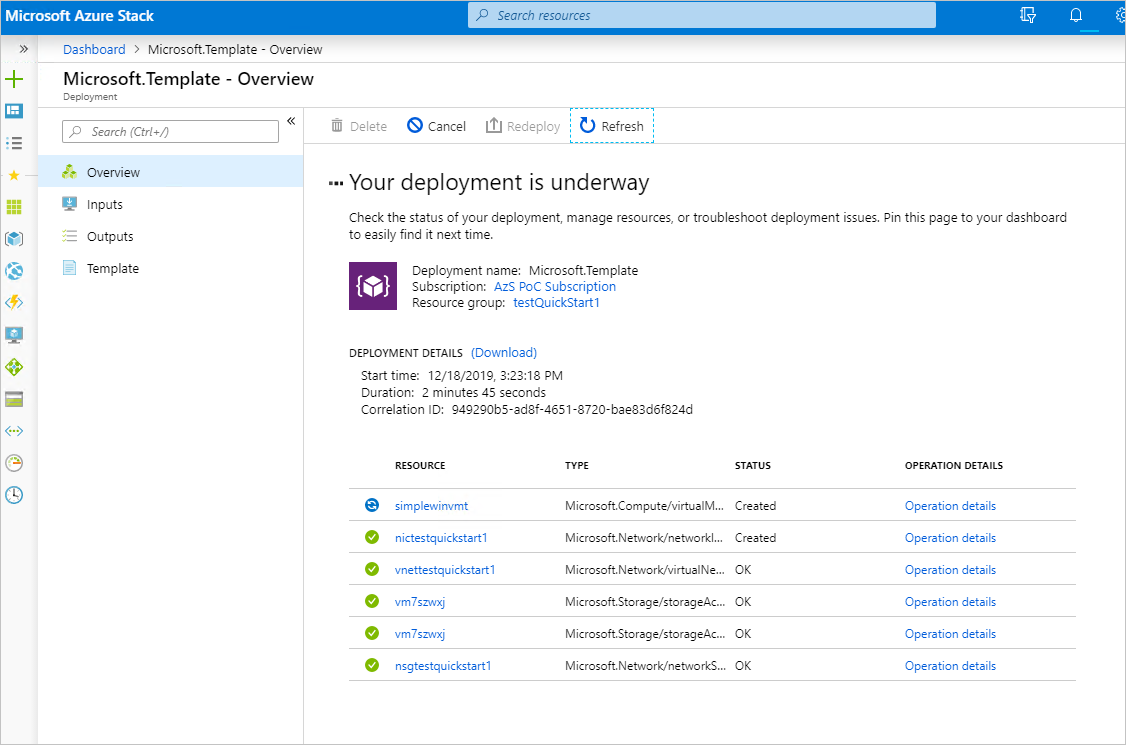 Microsoft Azure Stack
Search resources
Dashboard > Microsoft.Template - Overview
Microsoft.Template - Overview
Deployment
Search (Ctrl+/)
Delete Cancel Redeploy Refresh
Overview
Inputs
Outputs
Template
Your deployment is underway
Check the status of your deployment, manage resources, or troubleshoot deployment issues. Pin this page to your dashboard
to easily find it next time.
Deployment name: Microsoft.Template
Subscription: AzS PoC Subscription
Resource group: testQuickStart1
DEPLOYMENT DETAILS (Download)
Start time: 12/18/2019, 3:23:18 PM
Duration: 2 minutes 45 seconds
Correlation ID: 949290b5-ad8f-4651-8720-bae83d6f824d
RESOURCE TYPE STATUS OPERATION DETAILS
simplewinvmt Microsoft.Compute/virtualM... Created Operation details
nictestquickstart1 Microsoft.Network/networkI... Created Operation details
vnettestquickstart1 Microsoft.Network/virtualNe... OK Operation details
vm7szwxj Microsoft.Storage/storageAc... OK Operation details
vm7szwxj Microsoft.Storage/storageAc... OK Operation details
nsgtestquickstart1 Microsoft.Network/networkS... OK Operation details